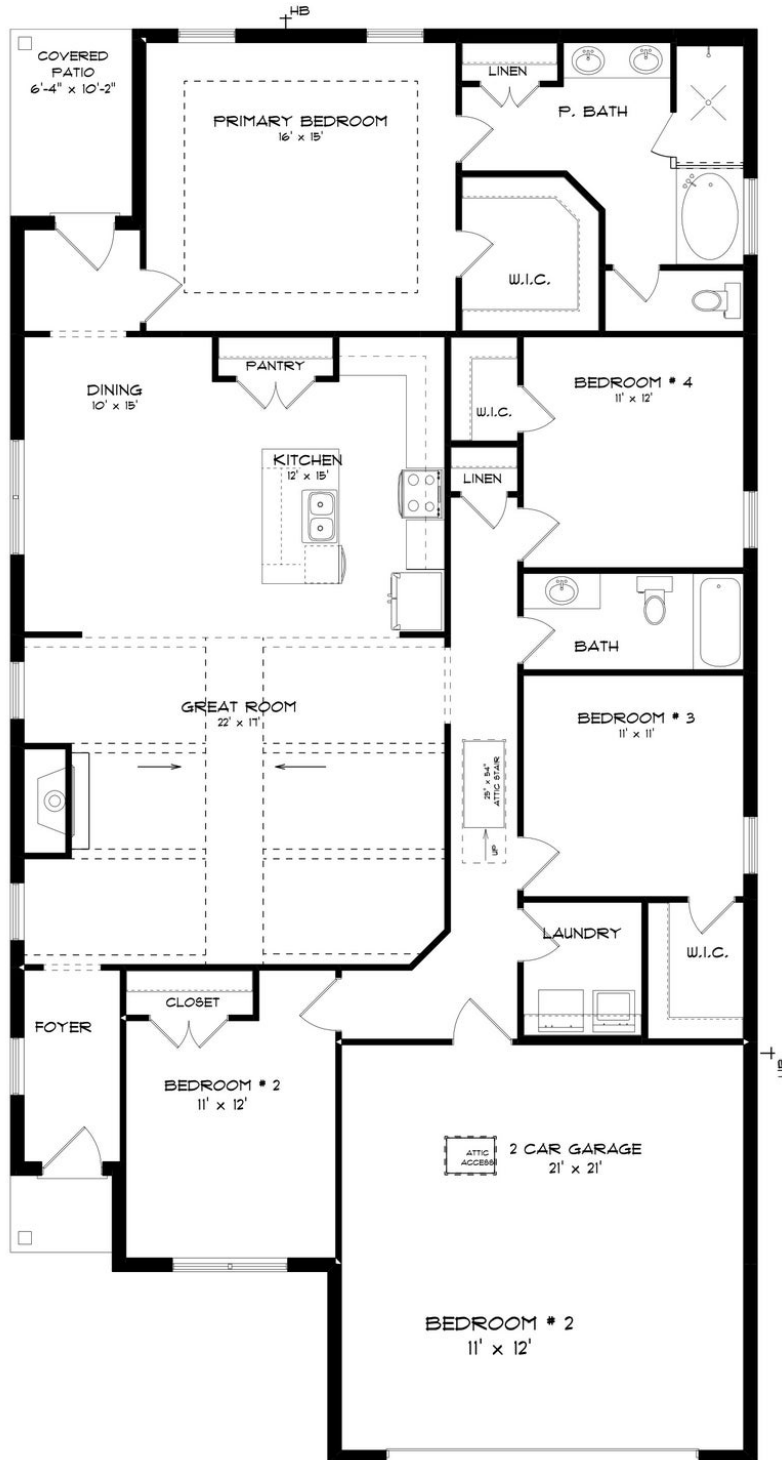 HB
COVERED
PATIO
6'-4" x 10'-2"
PRIMARY BEDROOM
16' x 15'
LINEN
P. BATH
W.I.C.
DINING
10' x 15'
PANTRY
KITCHEN
12' x 15'
W.I.C.
BEDROOM # 4
11' x 12'
LINEN
BATH
GREAT ROOM
22' x 17'
25" x 54"
ATTIC STAIR
UP
BEDROOM # 3
11' x 11'
LAUNDRY
W.I.C.
FOYER
CLOSET
BEDROOM # 2
11' x 12'
HB
ATTIC
ACCESS
2 CAR GARAGE
21' x 21'
BEDROOM # 2
11' x 12'